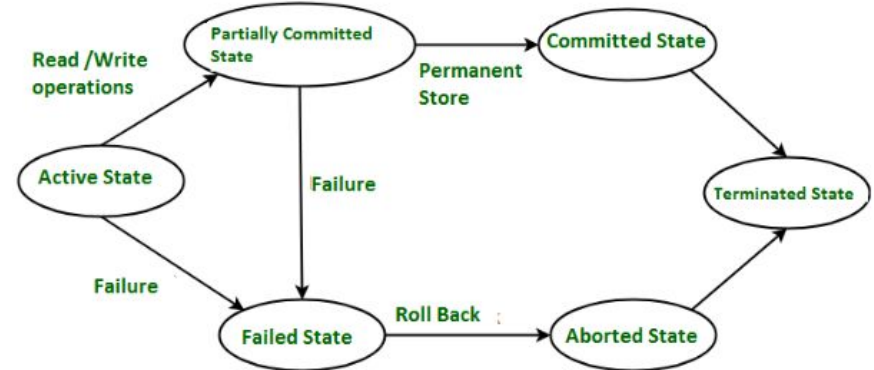 Partially Committed
State
Committed State
Read /Write
operations
Permanent
Store
Active State
Failure
Terminated State
Failure
Roll Back
Failed State
Aborted State